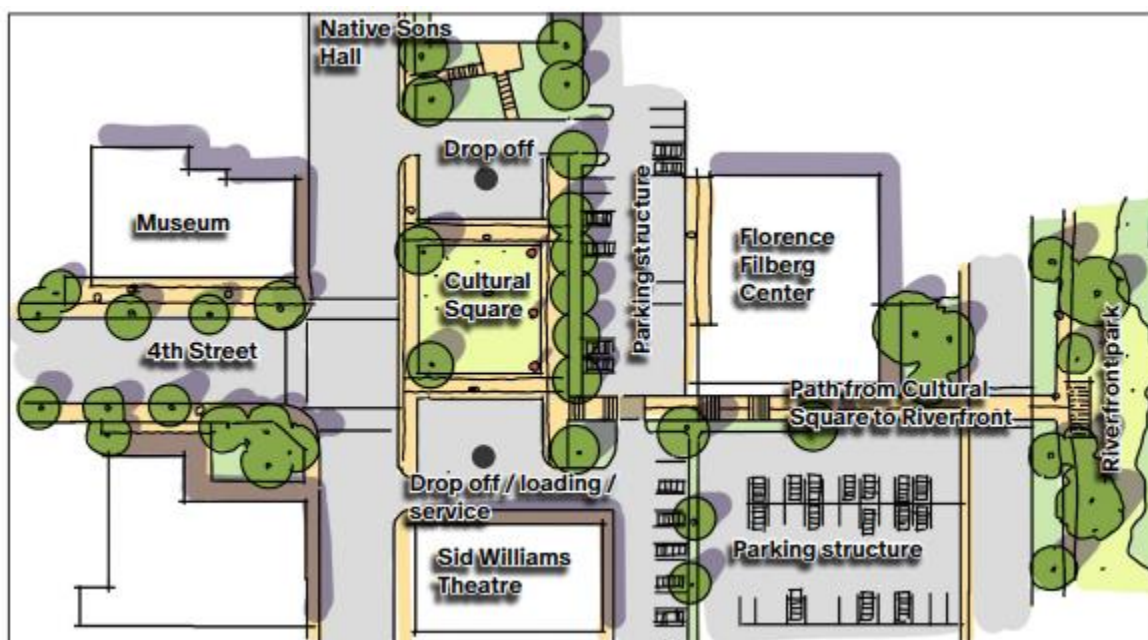 Native Sons
Hall
Drop off
Museum
Parking structure
Florence
Filberg
Center
Cultural
Square
4th Street
Path from Cultural
Square to Riverfront
Riverfront park
Drop off / loading /
service
Sid Williams
Theatre
Parking structure